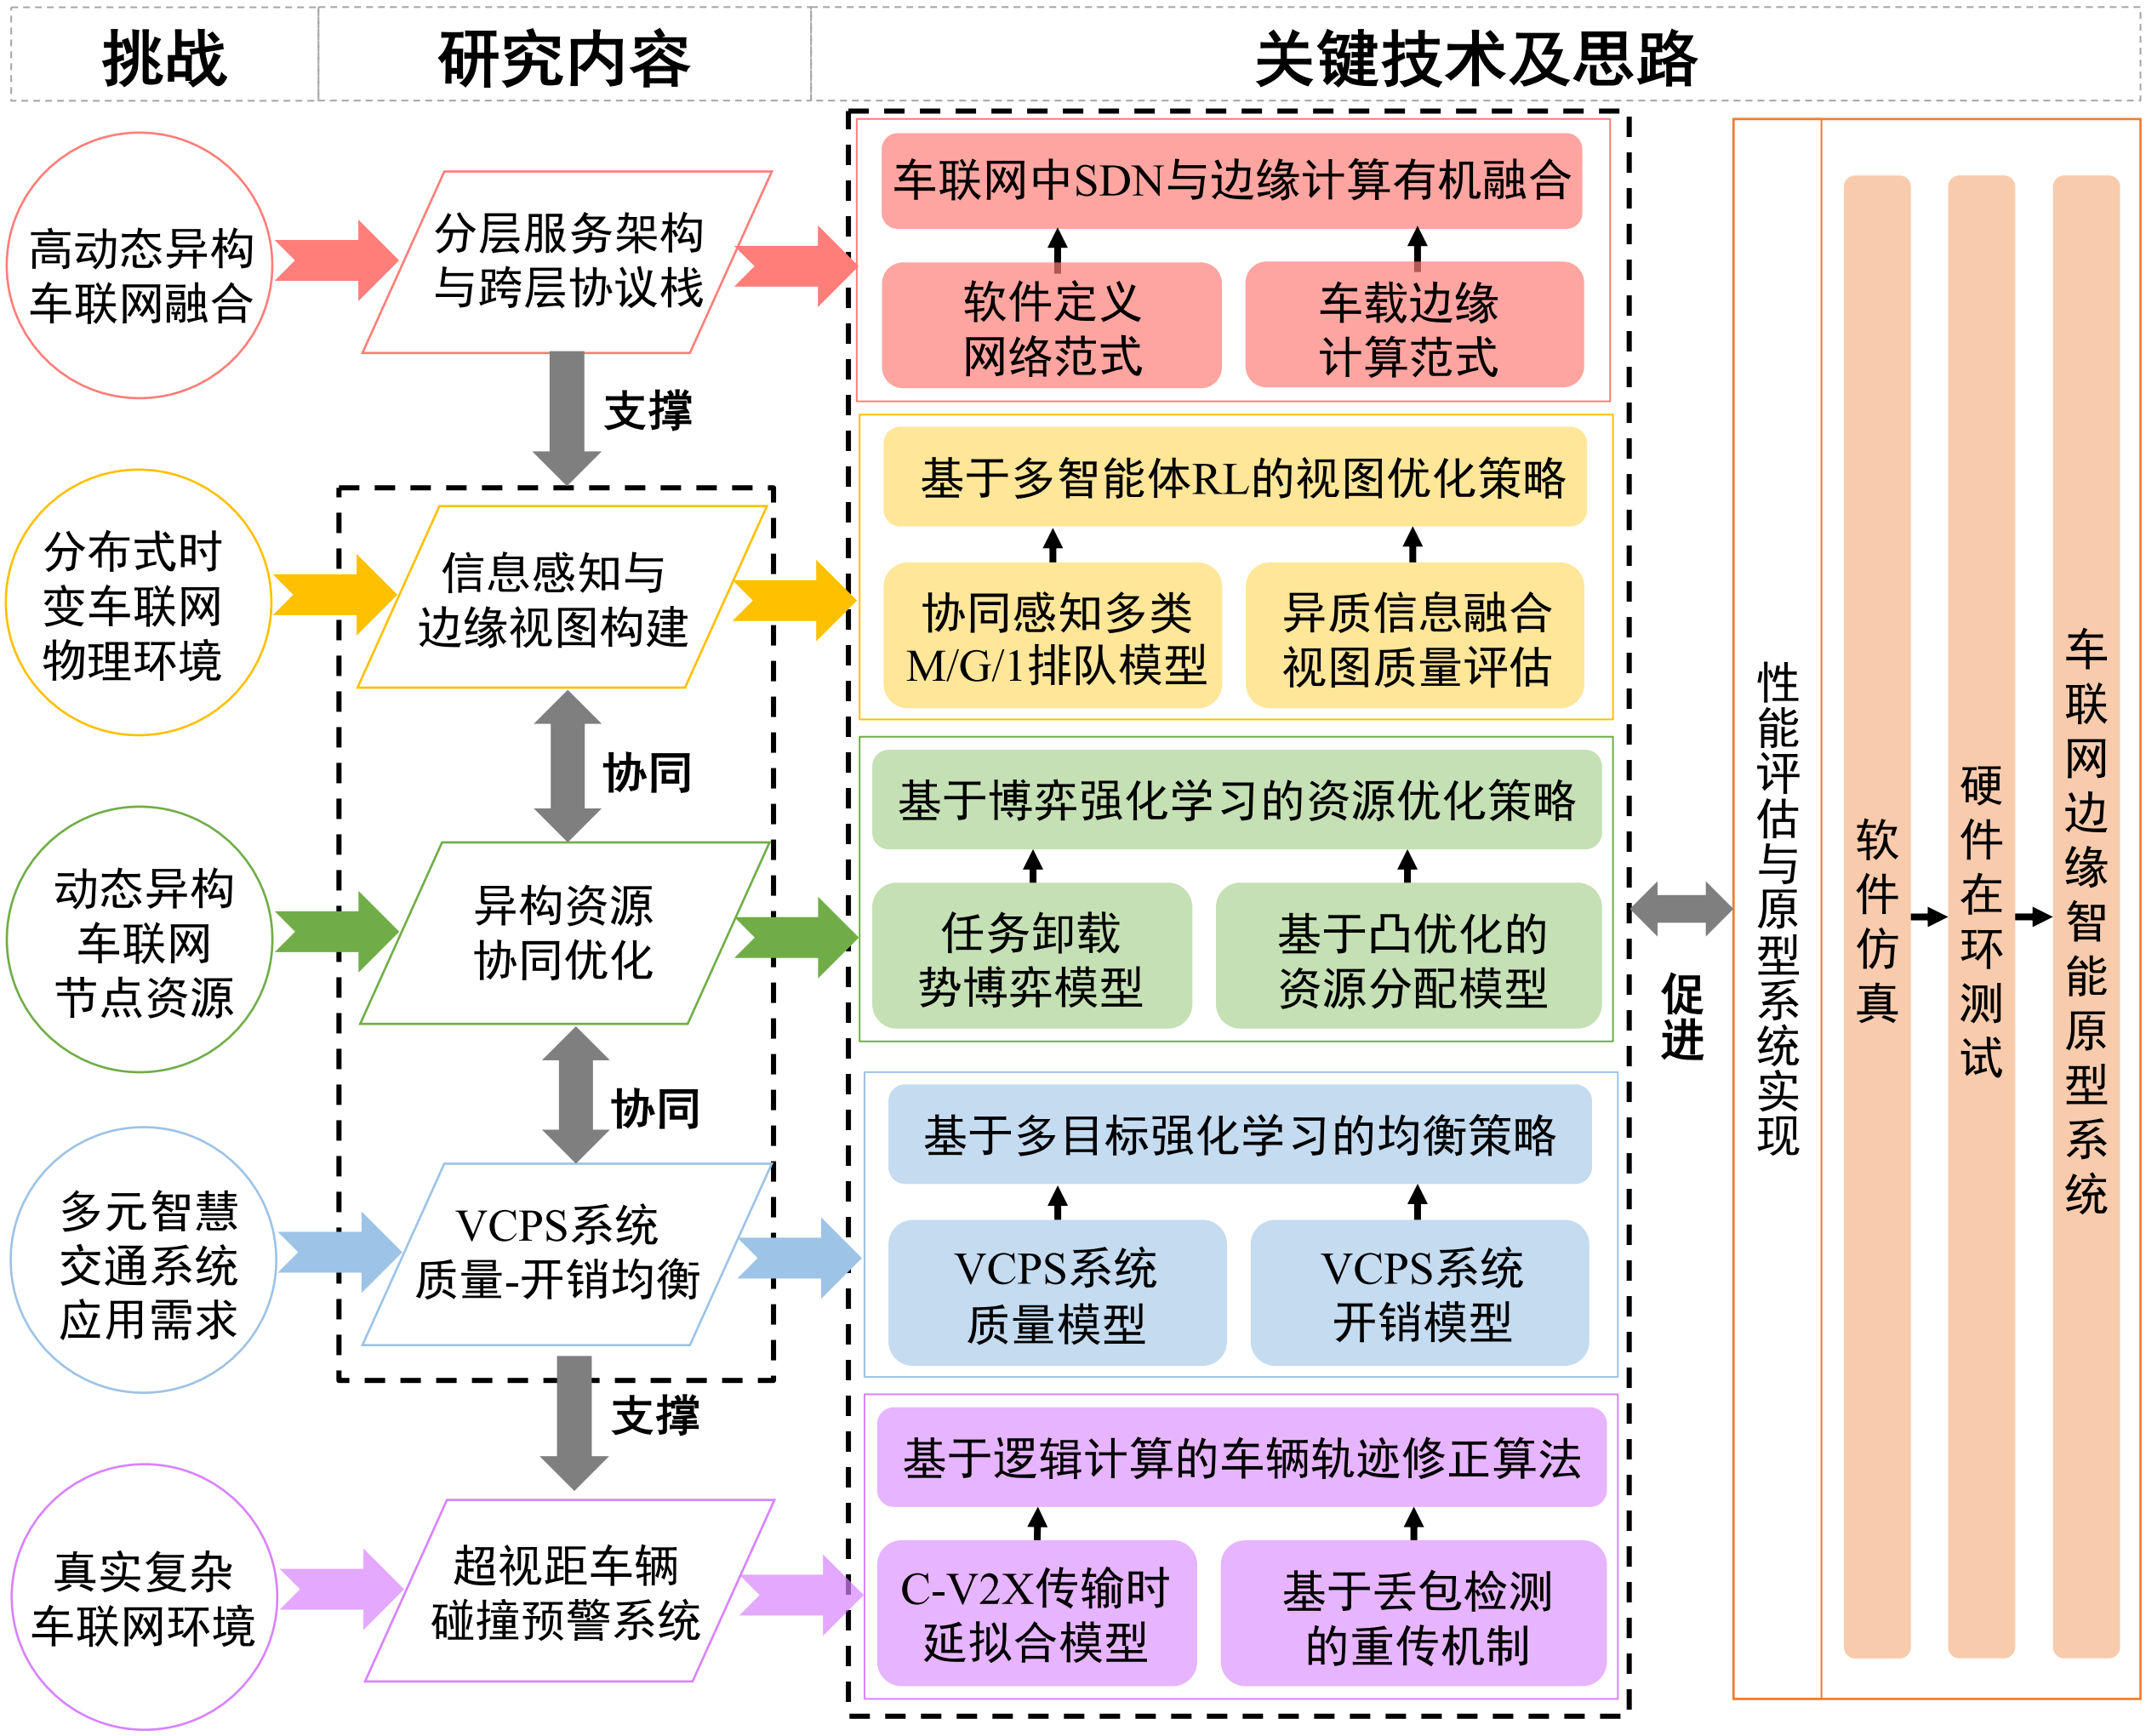 挑战
研究内容
关键技术及思路
高动态异构
车联网融合
分层服务架构
与跨层协议栈
车联网中SDN与边缘计算有机融合
软件定义
网络范式
车载边缘
计算范式
支撑
分布式时
变车联网
物理环境
信息感知与
边缘视图构建
基于多智能体RL的视图优化策略
协同感知多类
M/G/1排队模型
异质信息融合
视图质量评估
协同
动态异构
车联网
节点资源
异构资源
协同优化
基于博弈强化学习的资源优化策略
任务卸载
势博弈模型
基于凸优化的
资源分配模型
协同
多元智慧
交通系统
应用需求
VCPS系统
质量-开销均衡
基于多目标强化学习的均衡策略
VCPS系统
质量模型
VCPS系统
开销模型
支撑
真实复杂
车联网环境
超视距车辆
碰撞预警系统
基于逻辑计算的车辆轨迹修正算法
C-V2X传输时
延拟合模型
基于丢包检测
的重传机制
促进
性能评估与原型系统实现
软件仿真
硬件在环测试
车联网边缘智能原型系统